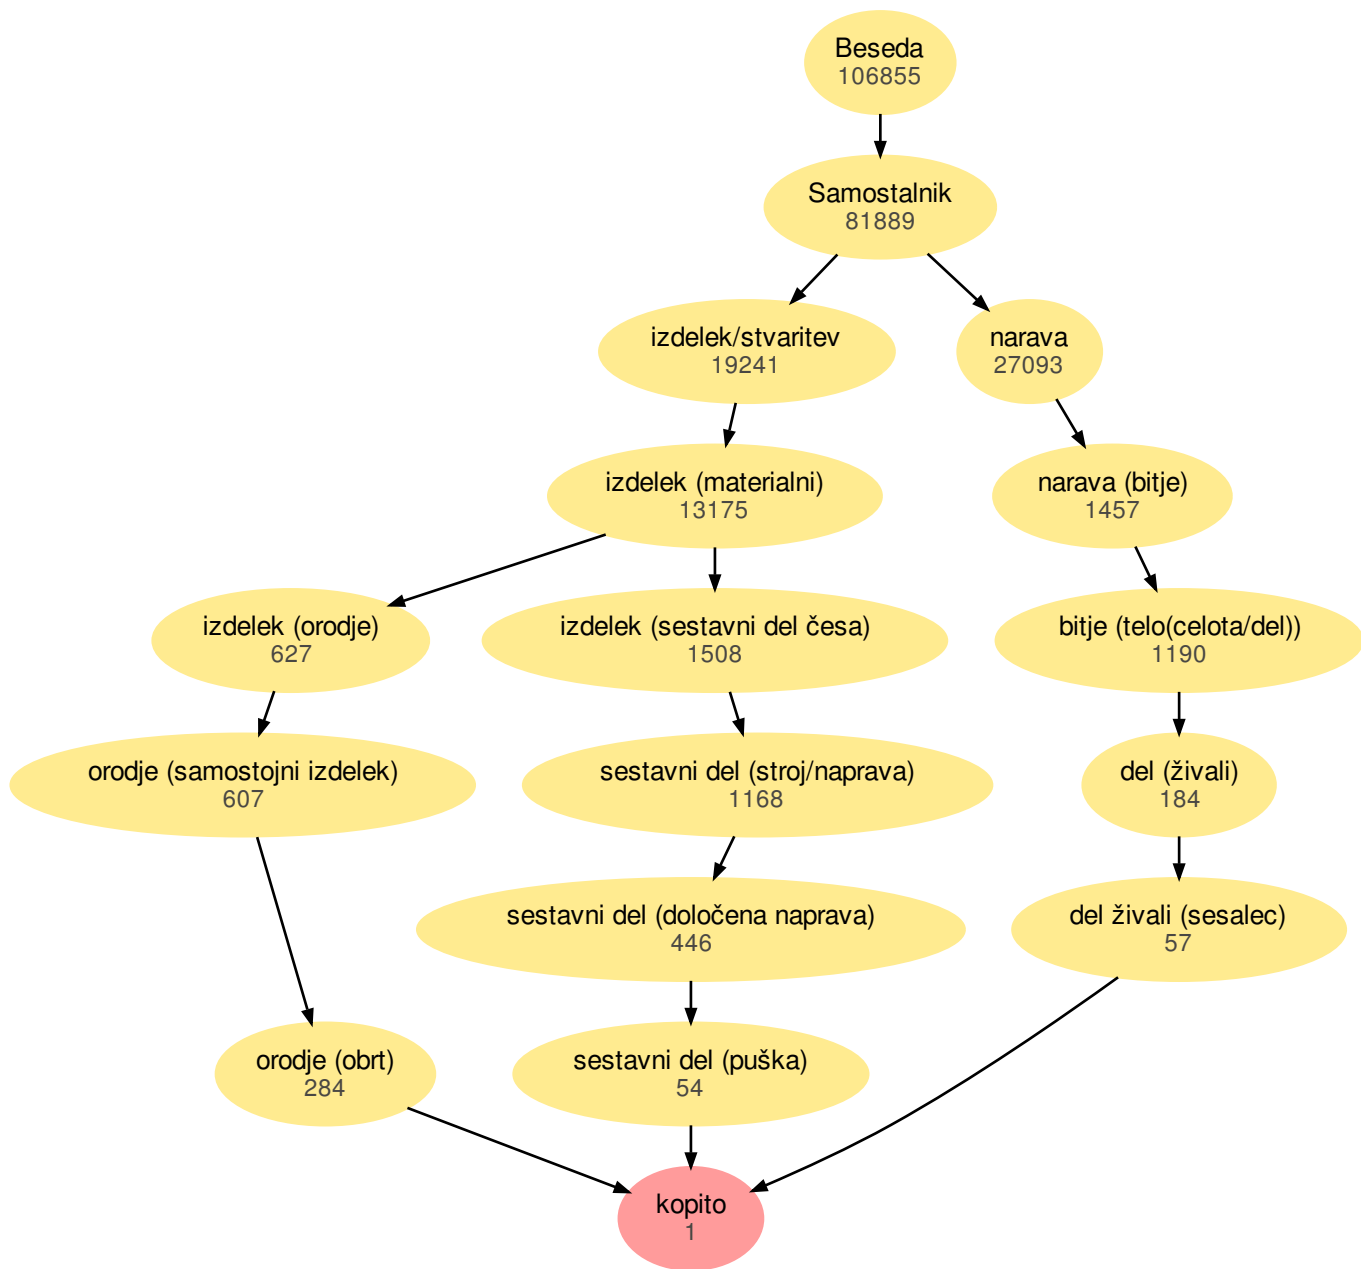 Beseda
106855
Samostalnik
81889
izdelek/stvaritev
19241
narava
27093
izdelek (materialni)
13175
narava (bitje)
1457
izdelek (orodje)
627
izdelek (sestavni del česa)
1508
bitje (telo(celota/del))
1190
orodje (samostojni izdelek)
607
sestavni del (stroj/naprava)
1168
del (živali)
184
sestavni del (določena naprava)
446
del živali (sesalec)
57
orodje (obrt)
284
sestavni del (puška)
54
kopito
1